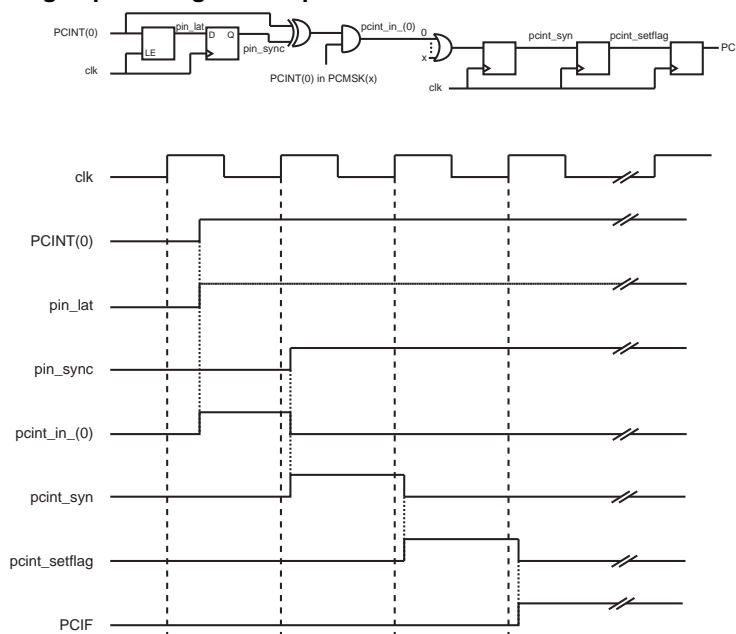 PCINT(0)
pin_lat
D Q
LE
pin_sync
clk
PCINT(0) in PCMSK(x)
pcint_in_(0)
0
x
clk
pcint_syn
pcint_setflag
PC
clk
PCINT(0)
pin_lat
pin_sync
pcint_in_(0)
pcint_syn
pcint_setflag
PCIF